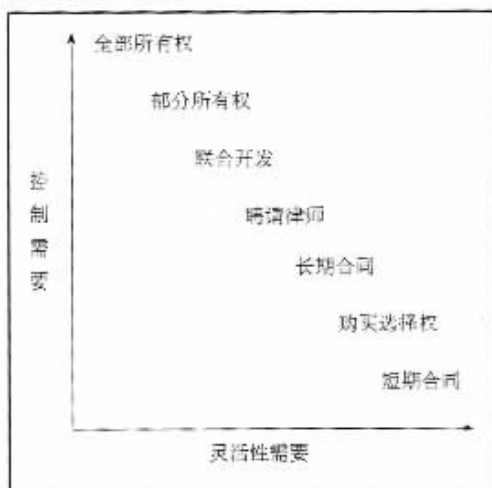 全部所有权
部分所有权
联合开发
聘请律师
长期合同
购买选择权
短期合同
控制需要
灵活性需要